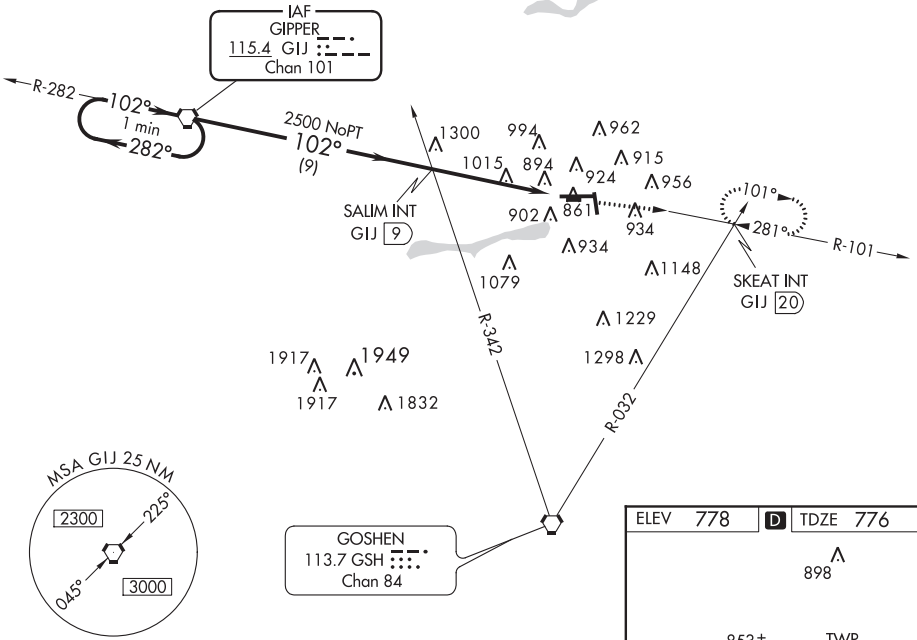 IAF
GIPPER
115.4 GIJ
Chan 101
R-282
102°
1 min
282°
2500 NoPT
102°
(9)
1300
994
962
1015
894
924
915
956
SALIM INT
GIJ 9
902
861
934
934
101°
281°
R-101
1079
1148
SKEAT INT
GIJ 20
R-342
1229
1298
1917
1949
1917
1832
R-032
MSA GIJ 25 NM
2300
225°
045°
3000
GOSHEN
113.7 GSH
Chan 84
ELEV 778 D TDZE 776
898